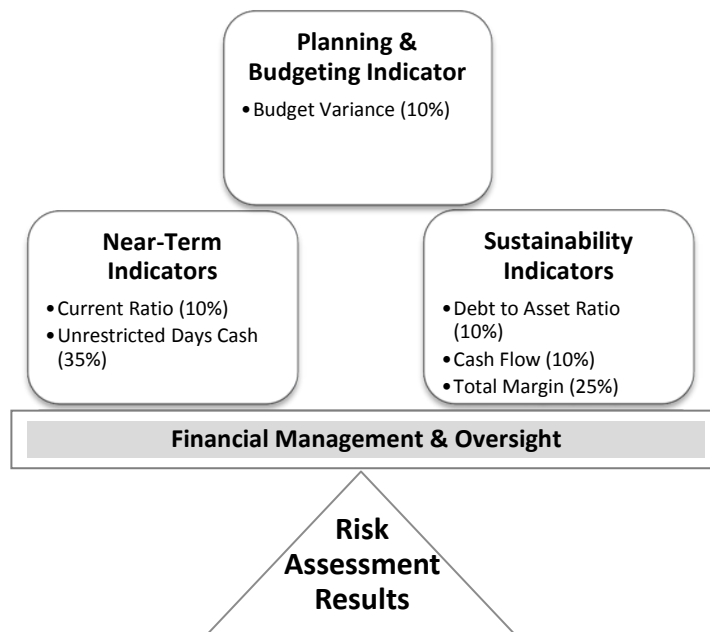 Planning &
Budgeting Indicator
•Budget Variance (10%)
Near-Term
Indicators
•Current Ratio (10%)
•Unrestricted Days Cash
(35%)
Sustainability
Indicators
•Debt to Asset Ratio
(10%)
•Cash Flow (10%)
•Total Margin (25%)
Financial Management & Oversight
Risk
Assessment
Results